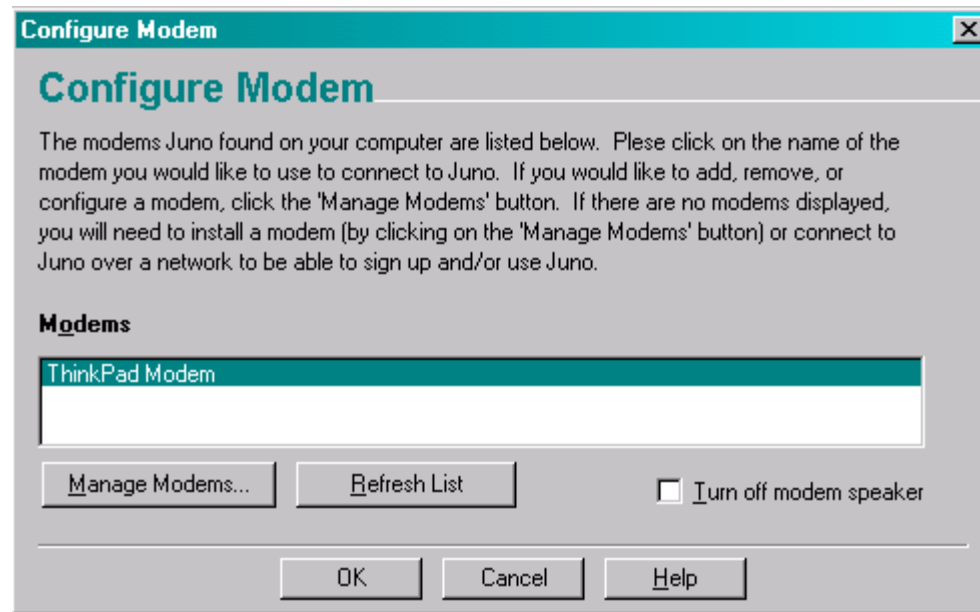 Configure Modem
Configure Modem
The modems Juno found on your computer are listed below.  Plese click on the name of the
modem you would like to use to connect to Juno.  If you would like to add, remove, or
configure a modem, click the 'Manage Modems' button.  If there are no modems displayed,
you will need to install a modem (by clicking on the 'Manage Modems' button) or connect to
Juno over a network to be able to sign up and/or use Juno.
Modems
ThinkPad Modem
Manage Modems... Refresh List Turn off modem speaker
OK Cancel Help